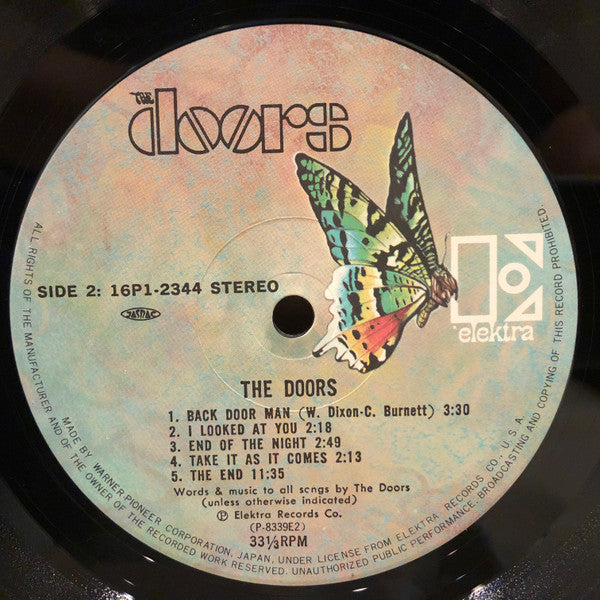 THE
doors
SIDE 2: 16P1-2344 STEREO
JASRAC
elektra
THE DOORS
1. BACK DOOR MAN (W. Dixon-C. Burnett) 3:30
2. I LOOKED AT YOU 2:18
3. END OF THE NIGHT 2:49
4. TAKE IT AS IT COMES 2:13
5. THE END 11:35
Words & music to all songs by The Doors
(unless otherwise indicated)
Ⓟ Elektra Records Co.
(P-8339E2)
33⅓RPM
ALL RIGHTS OF THE MANUFACTURER AND OF THE OWNER OF THE RECORDED WORK RESERVED. UNAUTHORIZED PUBLIC PERFORMANCE, BROADCASTING AND COPYING OF THIS RECORD PROHIBITED.
MADE BY WARNER-PIONEER CORPORATION, JAPAN, UNDER LICENSE FROM ELEKTRA RECORDS CO., U.S.A.